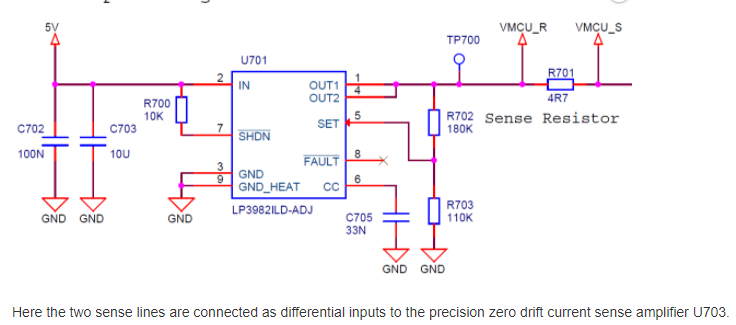 5V
VMCU_R VMCU_S
TP700
U701
R701
2 IN OUT1 1
OUT2 4
4R7
R700
10K
R702 Sense Resistor
180K
SET 5
C702 C703
7 SHDN
100N 10U
FAULT 8
3 GND
9 GND_HEAT CC 6
LP3982ILD-ADJ
R703
110K
C705
33N
GND GND GND
GND GND
Here the two sense lines are connected as differential inputs to the precision zero drift current sense amplifier U703.